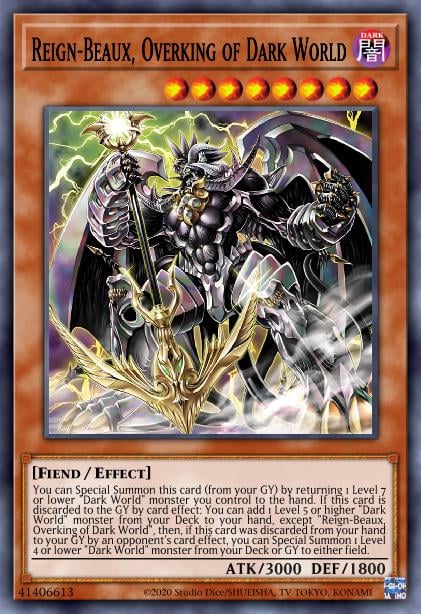 Reign-Beaux, Overking of Dark World
DARK
闇
[Fiend / Effect]
You can Special Summon this card (from your GY) by returning 1 Level 7
or lower "Dark World" monster you control to the hand. If this card is
discarded to the GY by card effect: You can add 1 Level 5 or higher "Dark
World" monster from your Deck to your hand, except "Reign-Beaux,
Overking of Dark World", then, if this card was discarded from your hand
to your GY by an opponent's card effect, you can Special Summon 1 Level
4 or lower "Dark World" monster from your Deck or GY to either field.
ATK/3000 DEF/1800
41406613 ©2020 Studio Dice/SHUEISHA, TV TOKYO, KONAMI